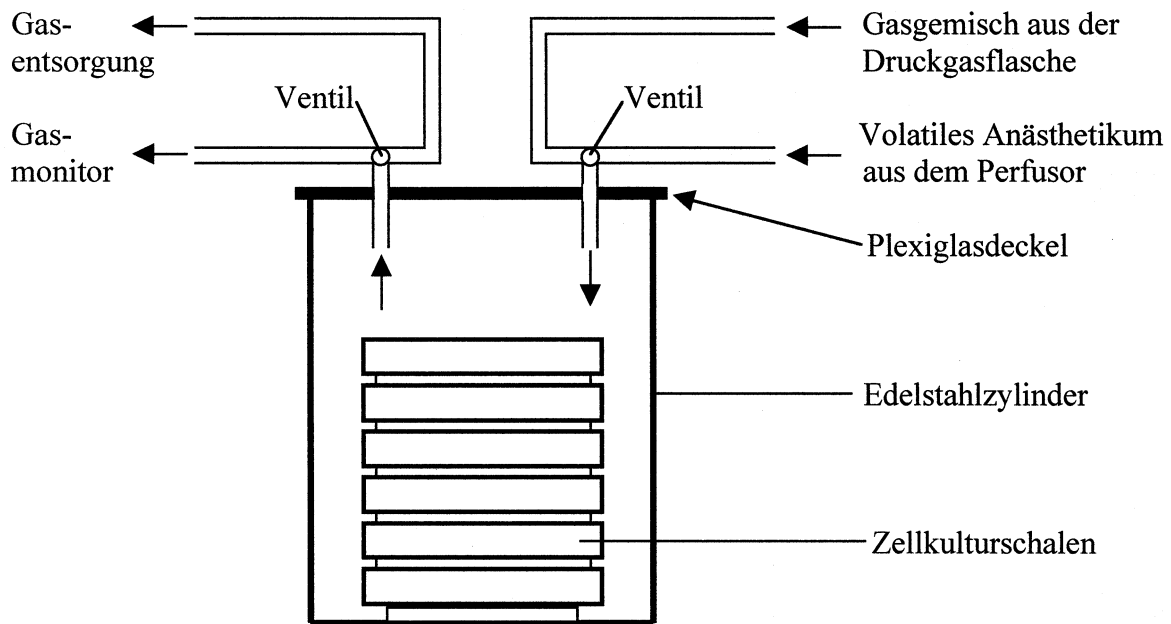 Gas-
entsorgung
Gasgemisch aus der
Druckgasflasche
Ventil
Ventil
Gas-
monitor
Volatiles Anästhetikum
aus dem Perfusor
Plexiglasdeckel
Edelstahlzylinder
Zellkulturschalen